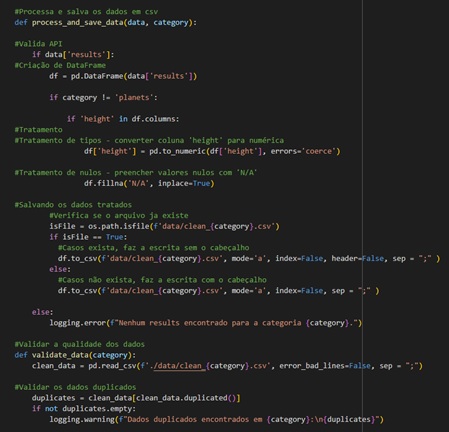 #Processa e salva os dados em csv
def process_and_save_data(data, category):
#Valida API
if data['results']:
#Criação de DataFrame
df = pd.DataFrame(data['results'])
if category != 'planets':
if 'height' in df.columns:
#Tratamento
#Tratamento de tipos - converter coluna 'height' para numérica
df['height'] = pd.to_numeric(df['height'], errors='coerce')
#Tratamento de nulos - preencher valores nulos com 'N/A'
df.fillna('N/A', inplace=True)
#Salvando os dados tratados
#Verifica se o arquivo ja existe
isFile = os.path.isfile(f'data/clean_{category}.csv')
if isFile == True:
#Casos exista, faz a escrita sem o cabeçalho
df.to_csv(f'data/clean_{category}.csv', mode='a', index=False, header=False, sep = ";" )
else:
#Casos não exista, faz a escrita com o cabeçalho
df.to_csv(f'data/clean_{category}.csv', mode='a', index=False, sep = ";" )
else:
logging.error(f"Nenhum results encontrado para a categoria {category}.")
#Validar a qualidade dos dados
def validate_data(category):
clean_data = pd.read_csv(f'./data/clean_{category}.csv', error_bad_lines=False, sep = ";")
#Validar os dados duplicados
duplicates = clean_data[clean_data.duplicated()]
if not duplicates.empty:
logging.warning(f"Dados duplicados encontrados em {category}:\n{duplicates}")